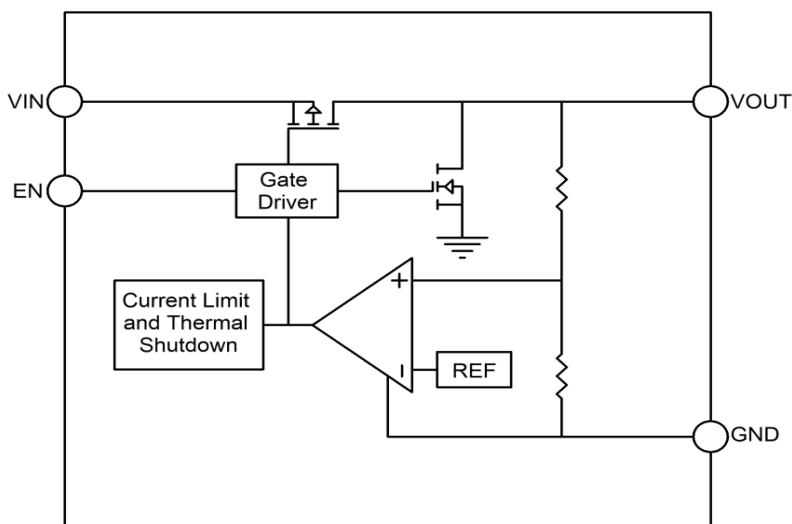 VIN
VOUT
EN
Gate
Driver
+
Current Limit
and Thermal
Shutdown
REF
GND